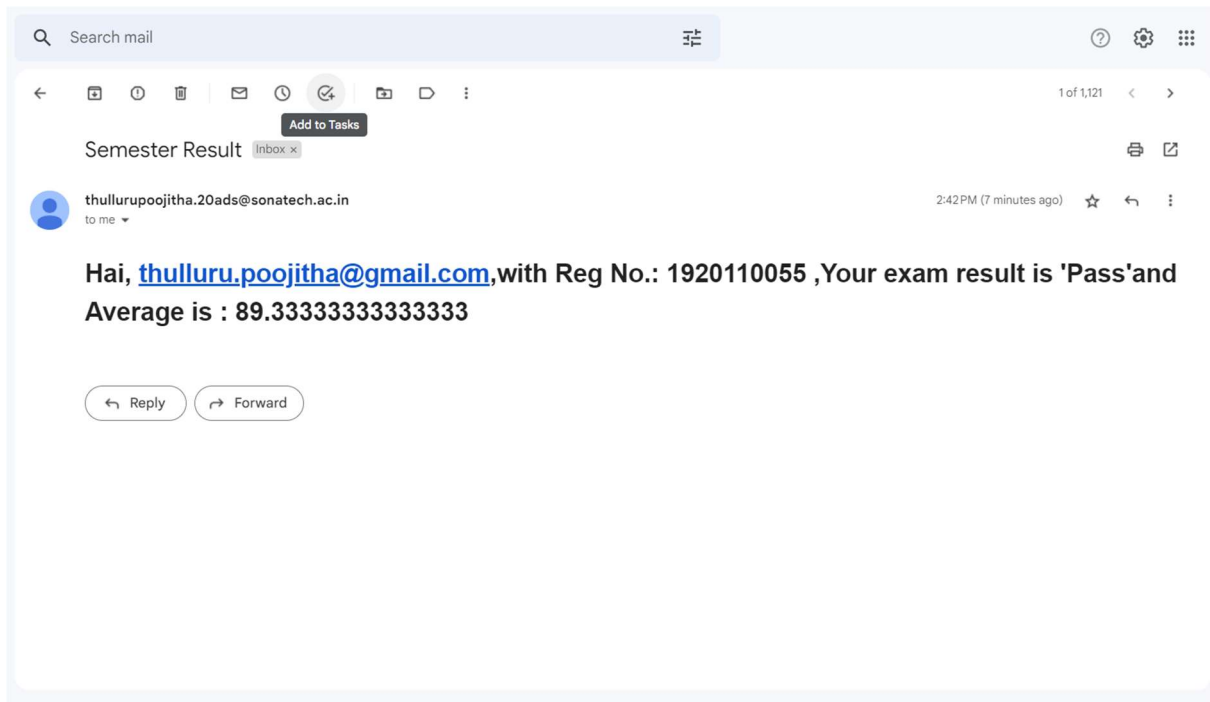 Search mail
1 of 1,121
Add to Tasks
Semester Result Inbox ×
thullurupoojitha.20ads@sonatech.ac.in
2:42 PM (7 minutes ago)
to me
Hai, thulluru.poojitha@gmail.com,with Reg No.: 1920110055 ,Your exam result is 'Pass'and
Average is : 89.33333333333333
Reply Forward